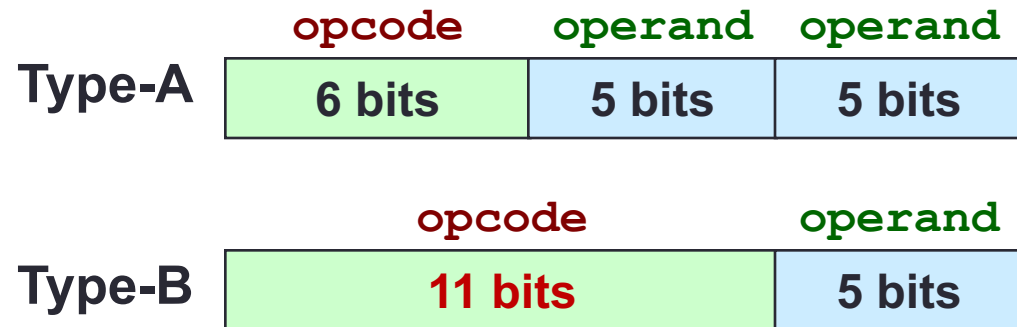 opcode operand operand
Type-A 6 bits 5 bits 5 bits
opcode operand
Type-B 11 bits 5 bits